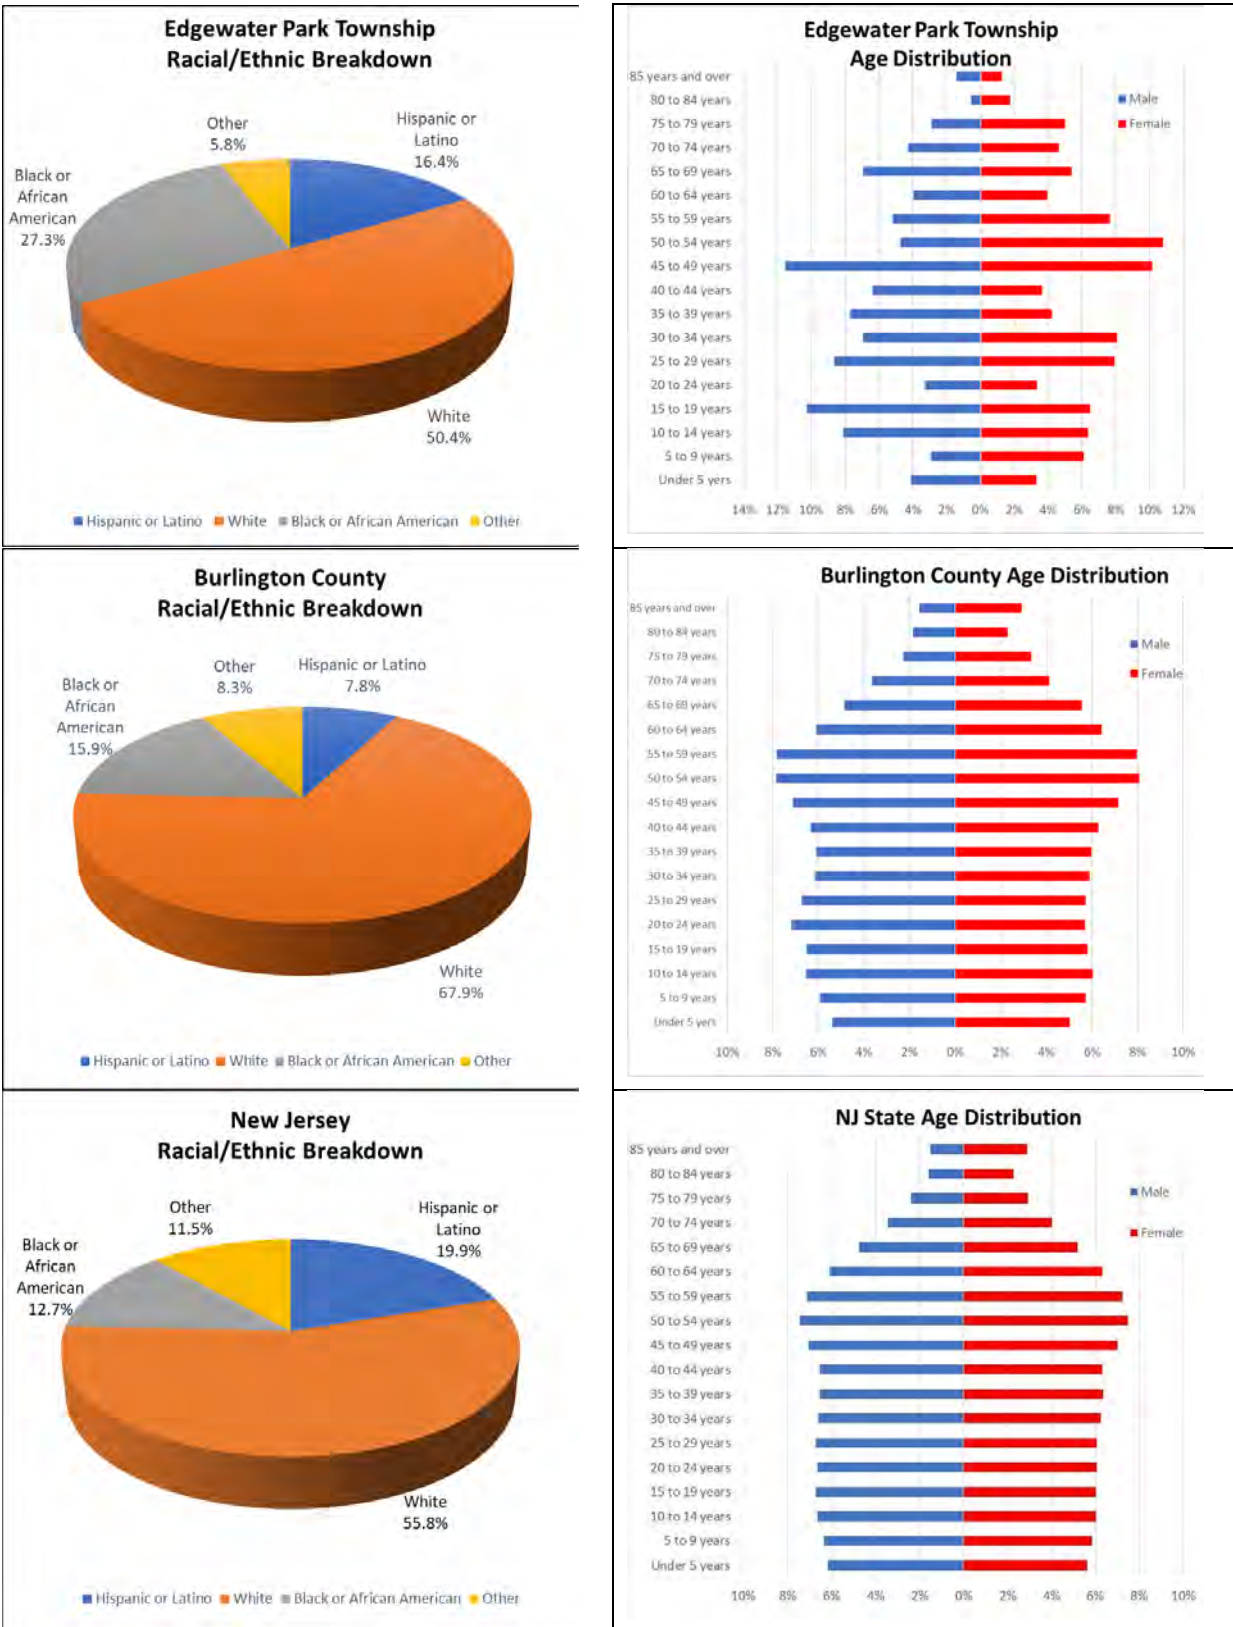 Edgewater Park Township
Racial/Ethnic Breakdown
Other
5.8%
Hispanic or
Latino
16.4%
Black or
African
American
27.3%
White
50.4%
Hispanic or Latino White Black or African American Other
Edgewater Park Township
Age Distribution
85 years and over
80 to 84 years
75 to 79 years
70 to 74 years
65 to 69 years
60 to 64 years
55 to 59 years
50 to 54 years
45 to 49 years
40 to 44 years
35 to 39 years
30 to 34 years
25 to 29 years
20 to 24 years
15 to 19 years
10 to 14 years
5 to 9 years
Under 5 yers
Male
Female
14% 12% 10% 8% 6% 4% 2% 0% 2% 4% 6% 8% 10% 12%
Burlington County
Racial/Ethnic Breakdown
Other
8.3%
Hispanic or Latino
7.8%
Black or
African
American
15.9%
White
67.9%
Hispanic or Latino White Black or African American Other
Burlington County Age Distribution
85 years and over
80 to 84 years
75 to 79 years
70 to 74 years
65 to 69 years
60 to 64 years
55 to 59 years
50 to 54 years
45 to 49 years
40 to 44 years
35 to 39 years
30 to 34 years
25 to 29 years
20 to 24 years
15 to 19 years
10 to 14 years
5 to 9 years
Under 5 yers
Male
Female
10% 8% 6% 4% 2% 0% 2% 4% 6% 8% 10%
New Jersey
Racial/Ethnic Breakdown
Other
11.5%
Hispanic or
Latino
19.9%
Black or
African
American
12.7%
White
55.8%
Hispanic or Latino White Black or African American Other
NJ State Age Distribution
85 years and over
80 to 84 years
75 to 79 years
70 to 74 years
65 to 69 years
60 to 64 years
55 to 59 years
50 to 54 years
45 to 49 years
40 to 44 years
35 to 39 years
30 to 34 years
25 to 29 years
20 to 24 years
15 to 19 years
10 to 14 years
5 to 9 years
Under 5 years
Male
Female
10% 8% 6% 4% 2% 0% 2% 4% 6% 8% 10%